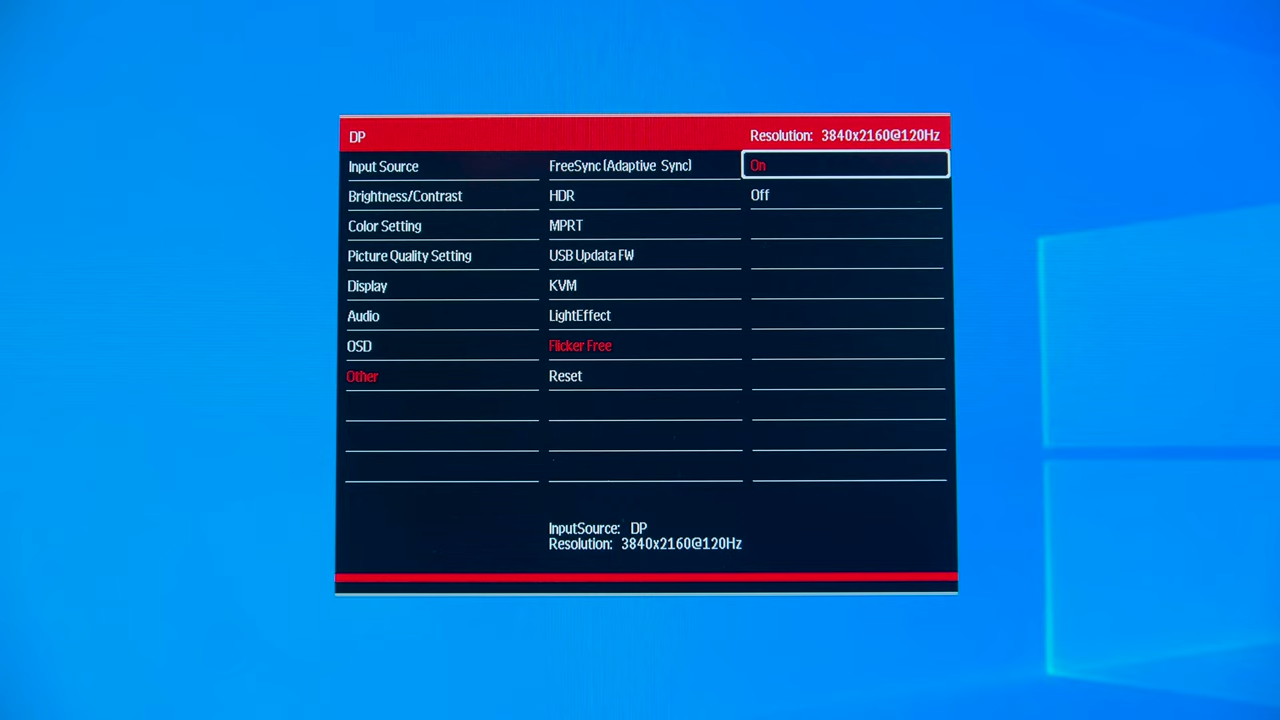 DP Resolution: 3840x2160@120Hz
Input Source FreeSync (Adaptive Sync) On
Brightness/Contrast HDR Off
Color Setting MPRT
Picture Quality Setting USB Updata FW
Display KVM
Audio LightEffect
OSD Flicker Free
Other Reset
InputSource: DP
Resolution: 3840x2160@120Hz